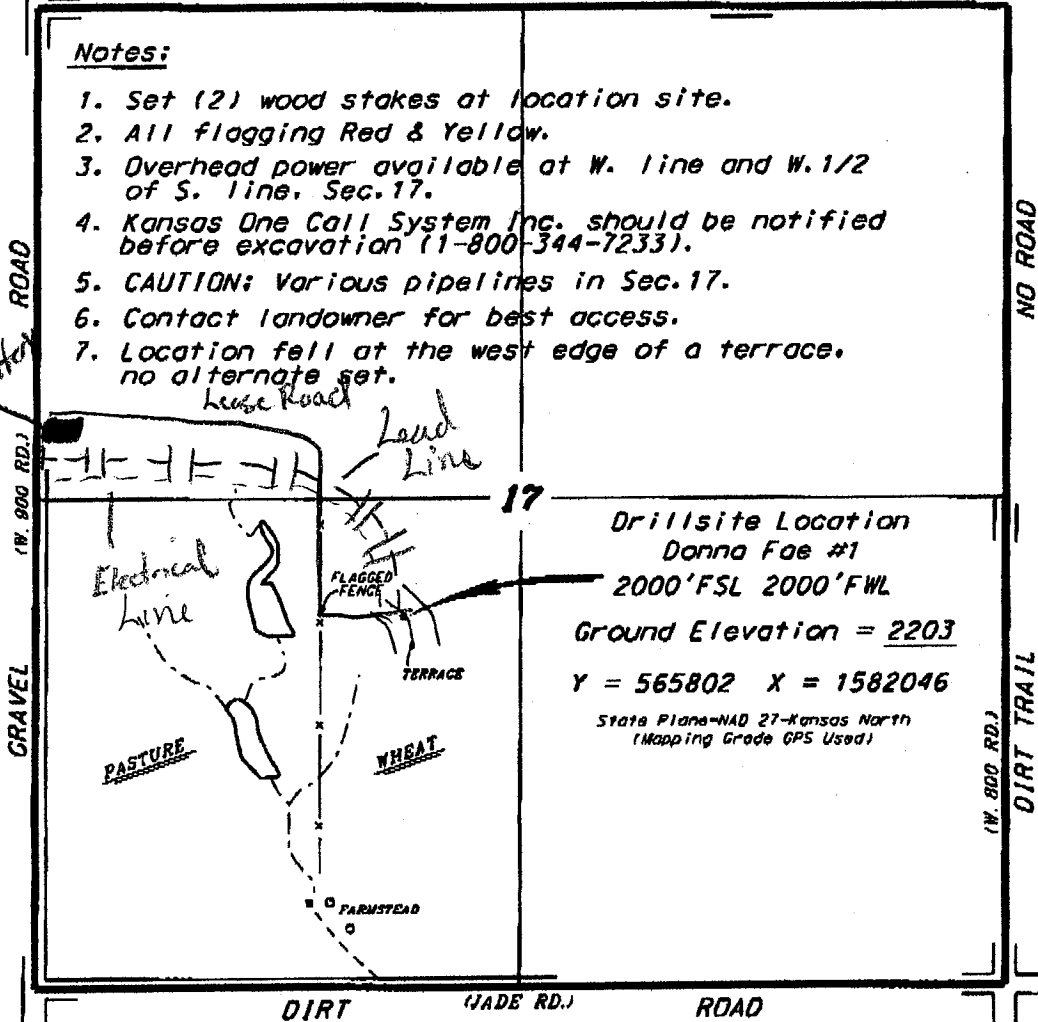 Notes:
1. Set (2) wood stakes at location site.
2. All flagging Red & Yellow.
3. Overhead power available at W. line and W.1/2
of S. line, Sec.17.
4. Kansas One Call System Inc. should be notified
before excavation (1-800-344-7233).
5. CAUTION: Various pipelines in Sec.17.
6. Contact landowner for best access.
7. Location fell at the west edge of a terrace,
no alternate set.
Lease Road
Lead
Line
17
Electrical
Line
FLAGGED
FENCE
TERRACE
PASTURE
WHEAT
FARMSTEAD
Drillsite Location
Donna Fae #1
2000'FSL 2000'FWL
Ground Elevation = 2203
Y = 565802 X = 1582046
State Plane-NAD 27-Kansas North
(Mapping Grade GPS Used)
GRAVEL (W. 900 RD.) ROAD
NO ROAD
(W. 800 RD.)
DIRT TRAIL
DIRT (JADE RD.) ROAD